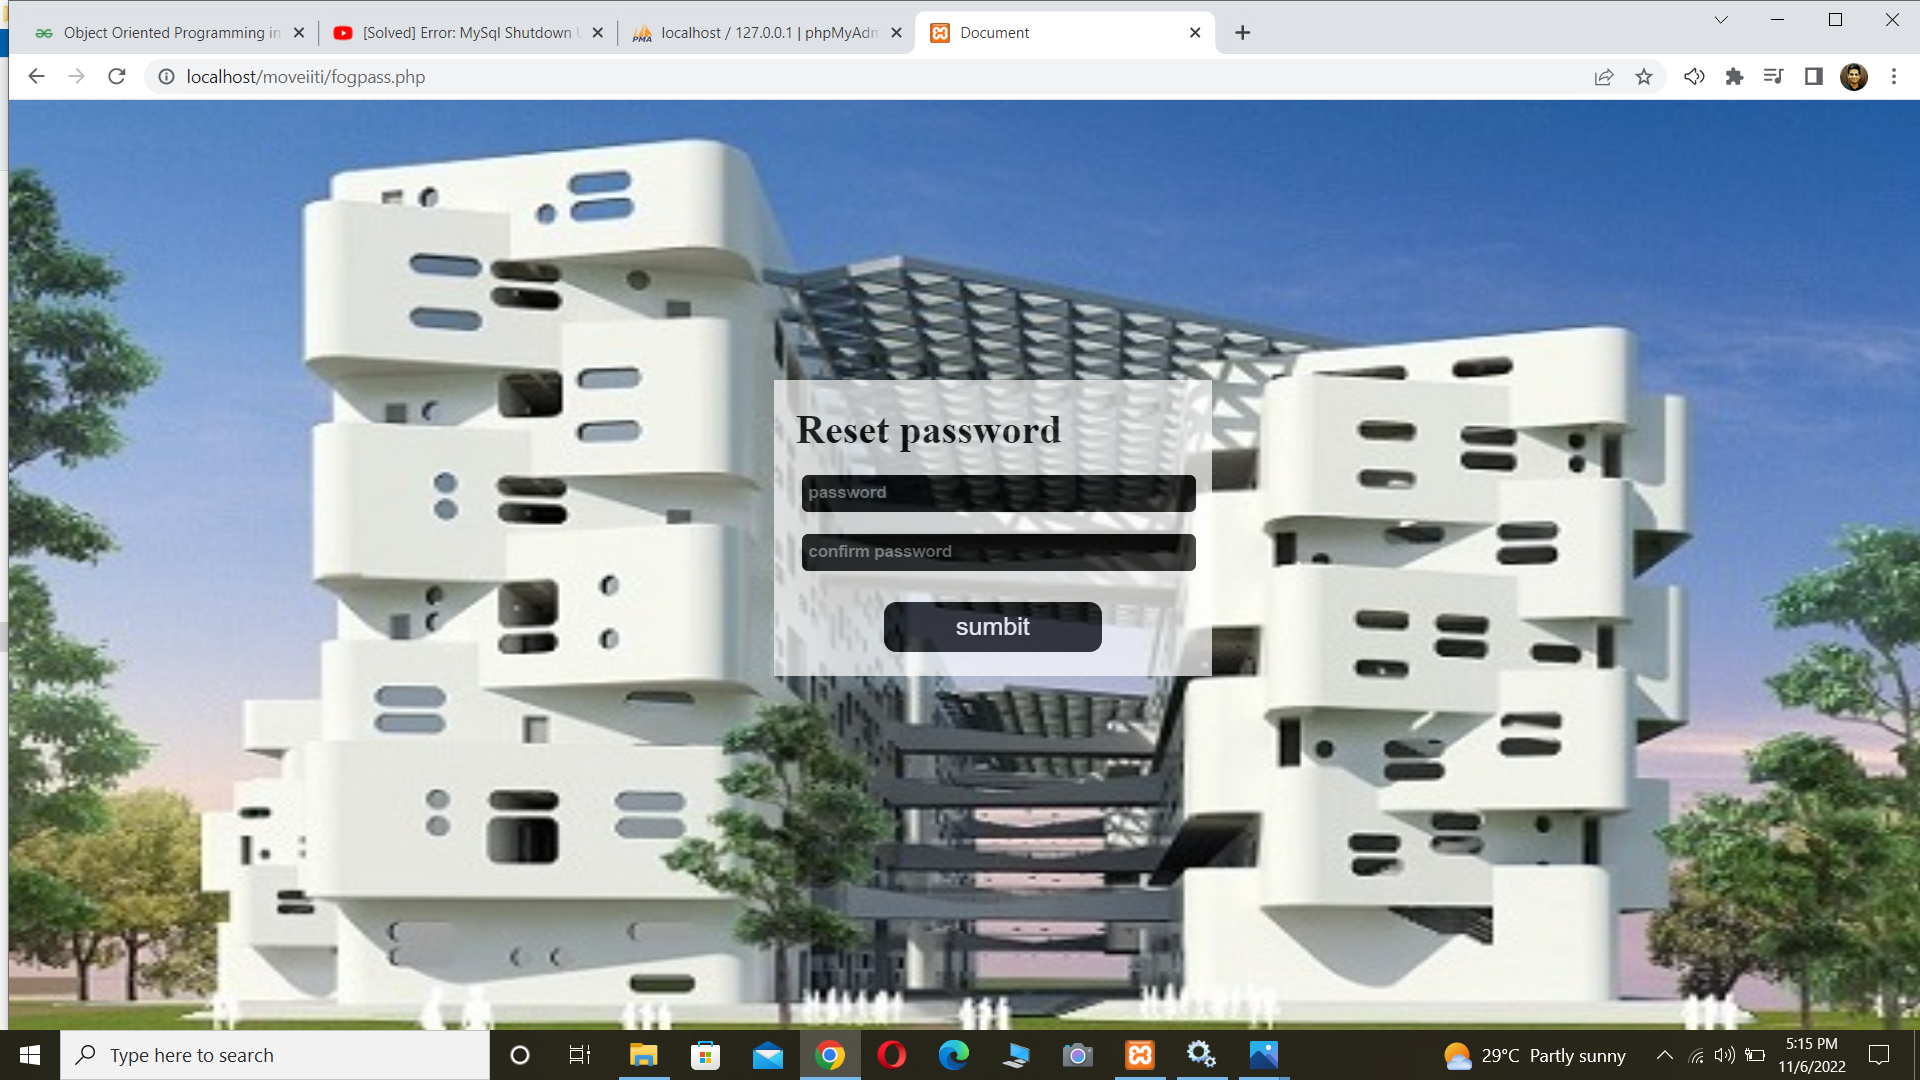 Object Oriented Programming in
[Solved] Error: MySql Shutdown U
localhost / 127.0.0.1 | phpMyAdm
Document
localhost/moveiiti/fogpass.php
Reset password
password
confirm password
sumbit
Type here to search
29°C Partly sunny
5:15 PM
11/6/2022